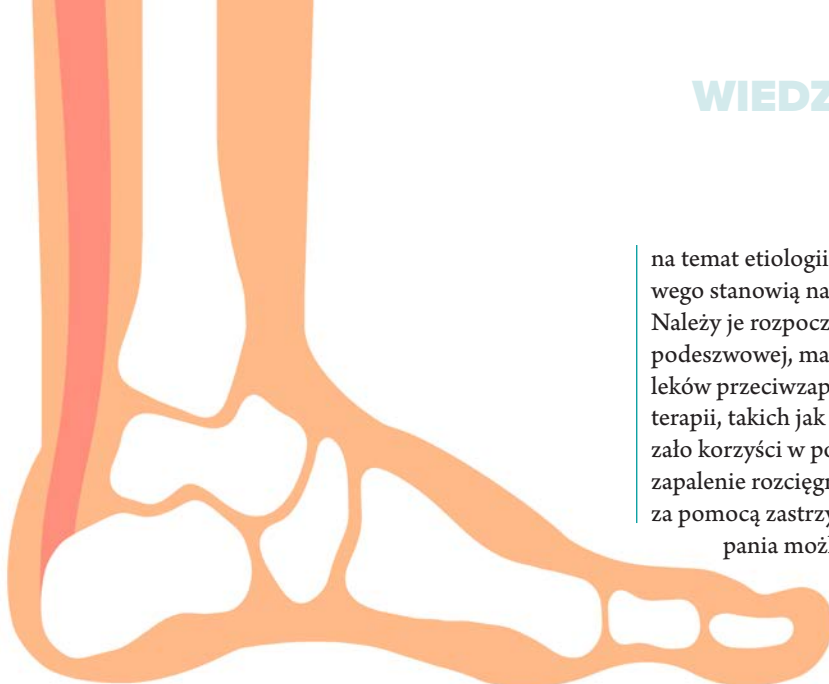 WIEDZ
na temat etiologii
wego stanowią na
Należy je rozpocz
podeszwowej, ma
leków przeciwzap
terapii, takich jak
zało korzyści w po
zapalenie rozcięgn
za pomocą zastrzy
pania możl